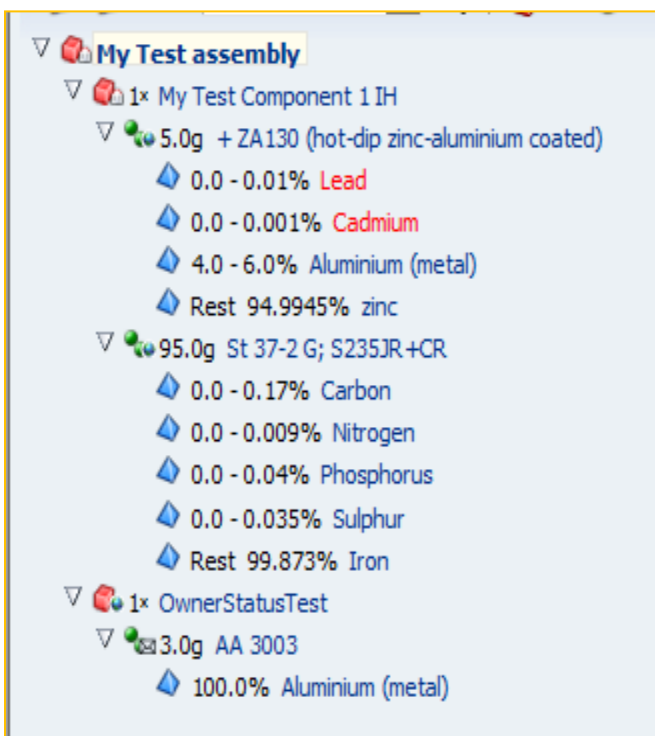 My Test assembly
1x My Test Component 1 IH
5.0g + ZA130 (hot-dip zinc-aluminium coated)
0.0 - 0.01% Lead
0.0 - 0.001% Cadmium
4.0 - 6.0% Aluminium (metal)
Rest 94.9945% zinc
95.0g St 37-2 G; S235JR+CR
0.0 - 0.17% Carbon
0.0 - 0.009% Nitrogen
0.0 - 0.04% Phosphorus
0.0 - 0.035% Sulphur
Rest 99.873% Iron
1x OwnerStatusTest
3.0g AA 3003
100.0% Aluminium (metal)